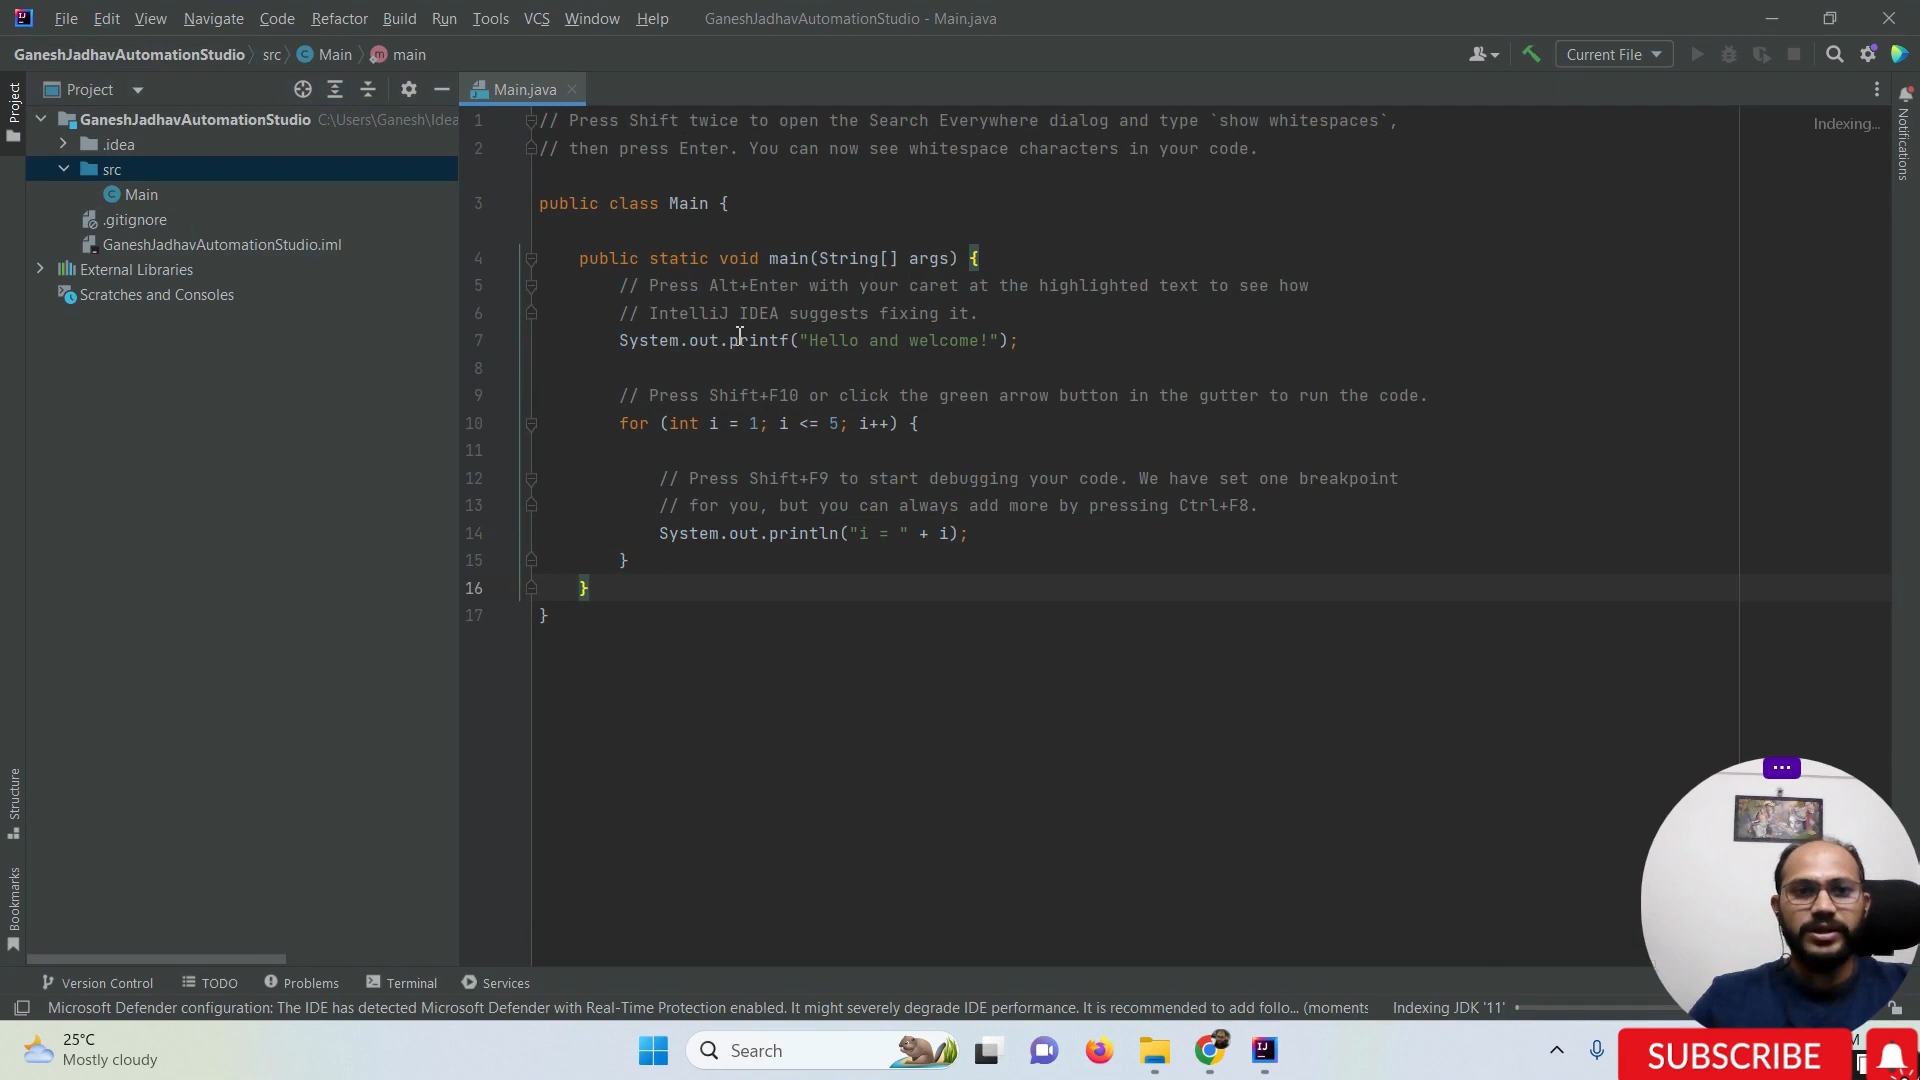 File Edit View Navigate Code Refactor Build Run Tools VCS Window Help GaneshJadhavAutomationStudio - Main.java
GaneshJadhavAutomationStudio src Main main Current File
Project
Project Main.java
GaneshJadhavAutomationStudio C:\Users\Ganesh\Idea
.idea
src
Main
.gitignore
GaneshJadhavAutomationStudio.iml
External Libraries
Scratches and Consoles
1 // Press Shift twice to open the Search Everywhere dialog and type `show whitespaces`,
2 // then press Enter. You can now see whitespace characters in your code.
3 public class Main {
4 public static void main(String[] args) {
5 // Press Alt+Enter with your caret at the highlighted text to see how
6 // IntelliJ IDEA suggests fixing it.
7 System.out.printf("Hello and welcome!");
8
9 // Press Shift+F10 or click the green arrow button in the gutter to run the code.
10 for (int i = 1; i <= 5; i++) {
11
12 // Press Shift+F9 to start debugging your code. We have set one breakpoint
13 // for you, but you can always add more by pressing Ctrl+F8.
14 System.out.println("i = " + i);
15 }
16 }
17 }
Indexing...
Notifications
Structure
Bookmarks
Version Control TODO Problems Terminal Services
Microsoft Defender configuration: The IDE has detected Microsoft Defender with Real-Time Protection enabled. It might severely degrade IDE performance. It is recommended to add follo... (moments Indexing JDK '11'
25°C
Mostly cloudy
Search
SUBSCRIBE